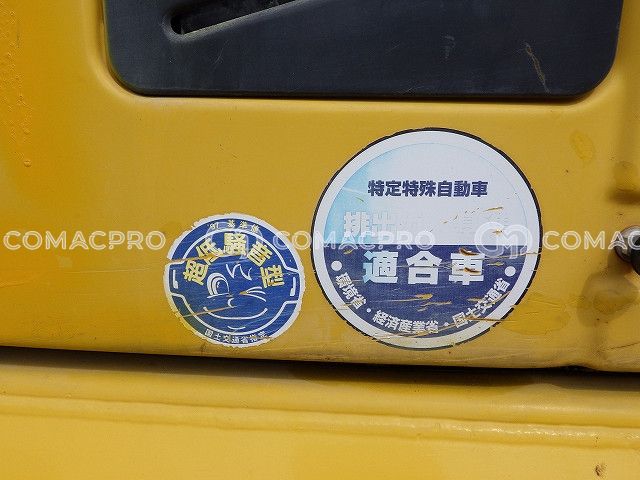 特定特殊自動車
排出
適合車
・環境省・経済産業省・国土交通省・
超低騒音型
国土交通省指定
COMACPRO
COMACPRO
COMAC